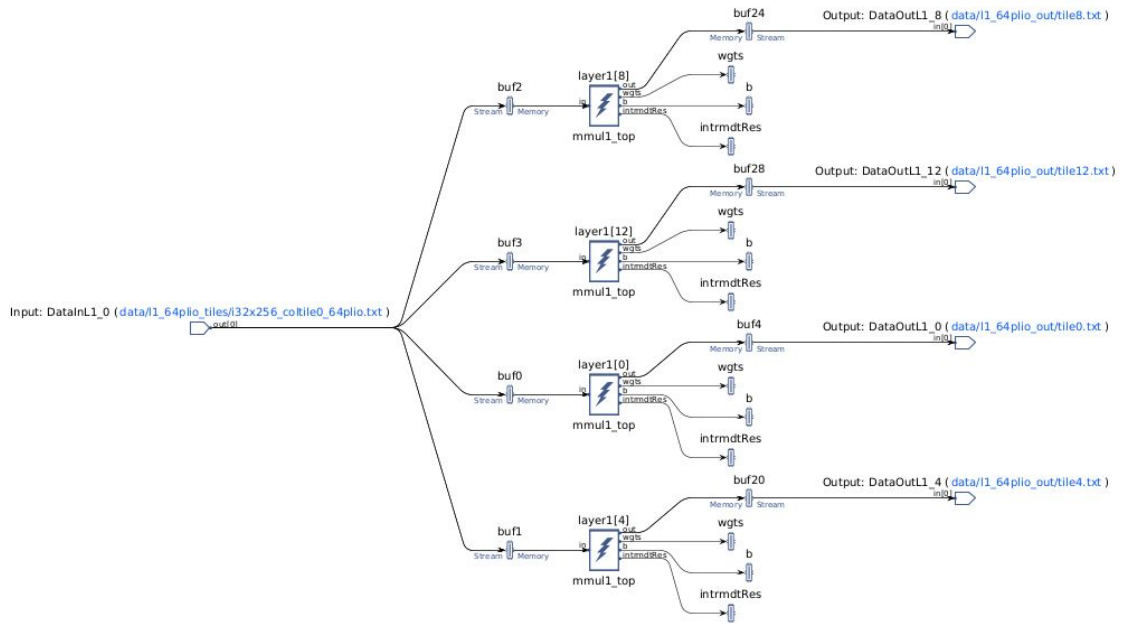 buf24
Output: DataOutL1_8 ( data/l1_64plio_out/tile8.txt )
in[0]
Memory Stream
wgts
layer1[8]
out
wgts
b
intrmdtRes
buf2
in
b
Stream Memory
mmul1_top
intrmdtRes
buf28
Output: DataOutL1_12 ( data/l1_64plio_out/tile12.txt )
in[0]
Memory Stream
wgts
layer1[12]
out
wgts
b
intrmdtRes
buf3
in
b
Stream Memory
mmul1_top
intrmdtRes
Input: DataInL1_0 ( data/l1_64plio_tiles/i32x256_coltile0_64plio.txt )
out[0]
buf4
Output: DataOutL1_0 ( data/l1_64plio_out/tile0.txt )
in[0]
Memory Stream
layer1[0]
wgts
out
wgts
b
intrmdtRes
buf0
in
b
Stream Memory
mmul1_top
intrmdtRes
buf20
Output: DataOutL1_4 ( data/l1_64plio_out/tile4.txt )
in[0]
Memory Stream
layer1[4]
wgts
out
wgts
b
intrmdtRes
buf1
in
b
Stream Memory
mmul1_top
intrmdtRes